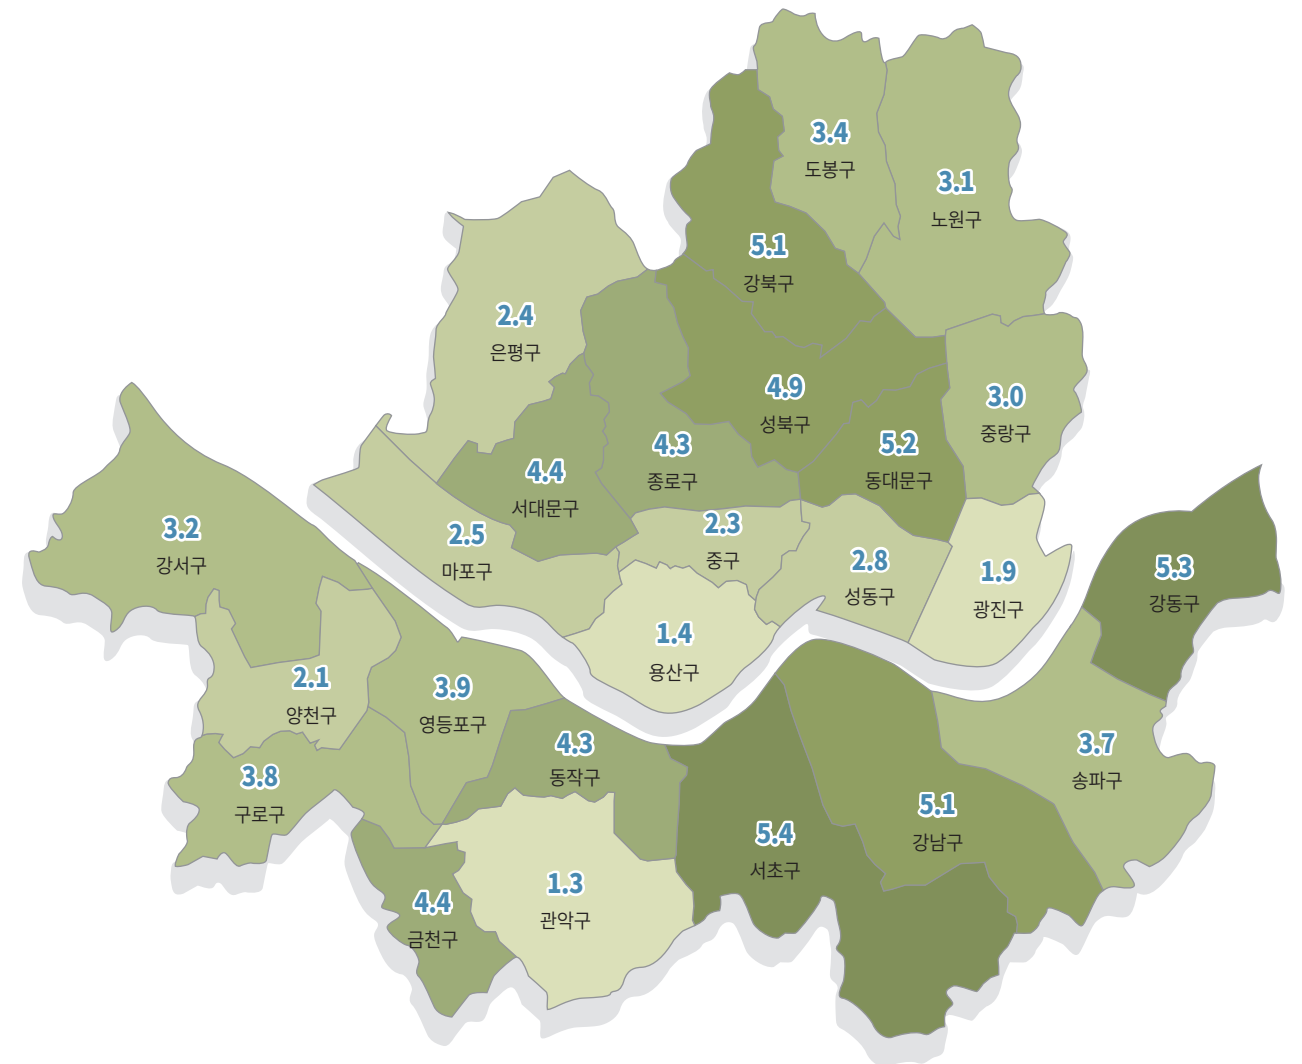 3.4
도봉구
3.1
노원구
5.1
강북구
2.4
은평구
4.9
성북구
3.0
중랑구
4.3
종로구
5.2
동대문구
4.4
서대문구
3.2
강서구
2.5
마포구
2.3
중구
2.8
성동구
1.9
광진구
5.3
강동구
1.4
용산구
2.1
양천구
3.9
영등포구
4.3
동작구
3.7
송파구
3.8
구로구
5.1
강남구
5.4
서초구
1.3
관악구
4.4
금천구